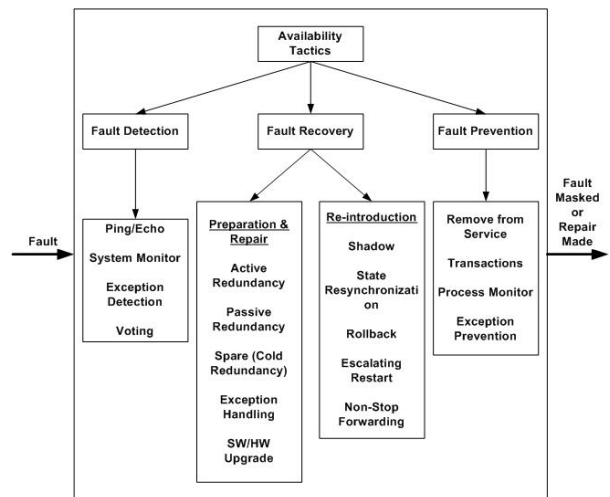 Availability
Tactics
Fault Detection
Fault Recovery
Fault Prevention
Fault
Ping/Echo
System Monitor
Exception
Detection
Voting
Preparation &
Repair
Active
Redundancy
Passive
Redundancy
Spare (Cold
Redundancy)
Exception
Handling
SW/HW
Upgrade
Re-introduction
Shadow
State
Resynchronizati
on
Rollback
Escalating
Restart
Non-Stop
Forwarding
Remove from
Service
Transactions
Process Monitor
Exception
Prevention
Fault
Masked
or
Repair
Made